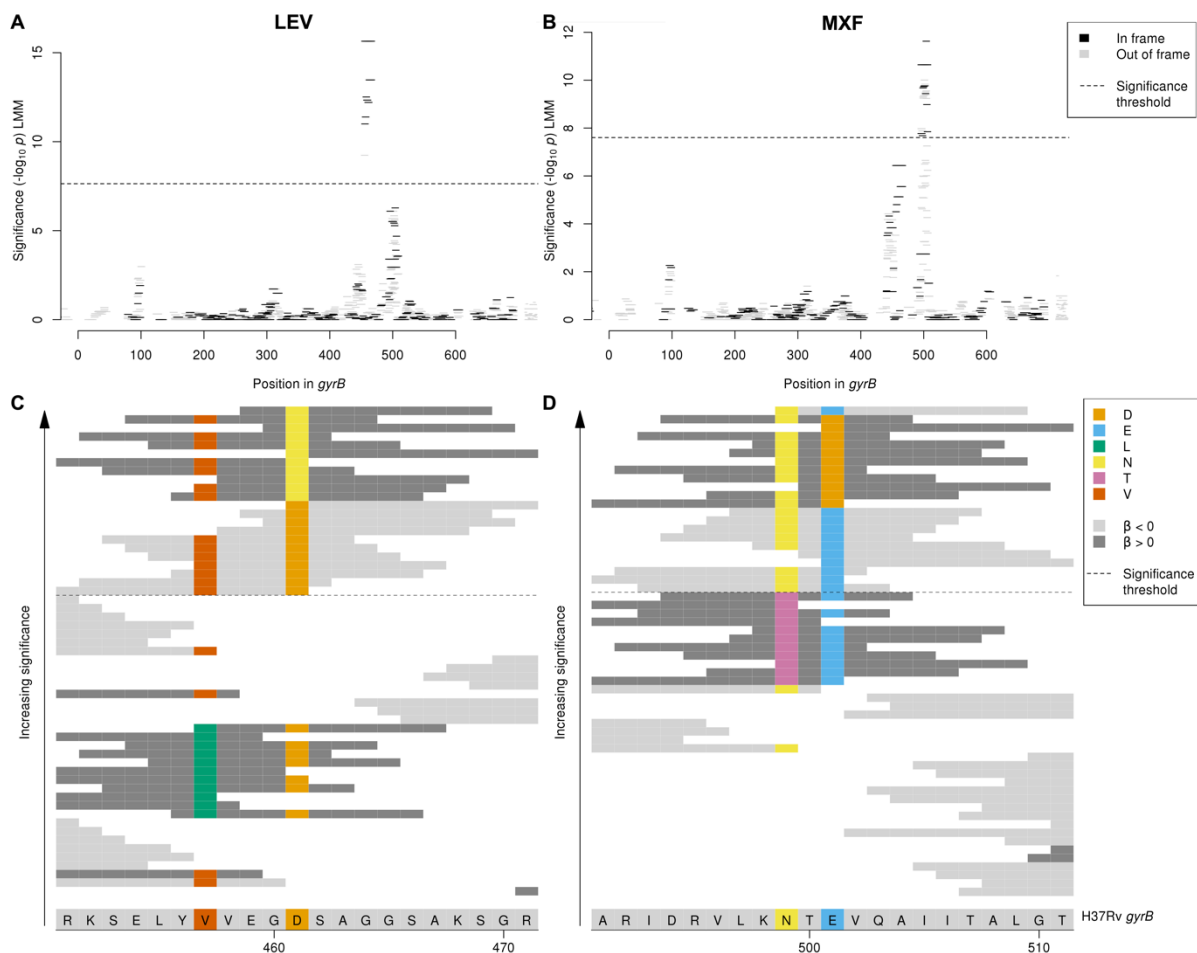 A
LEV
Significance (-log10 p) LMM
15
10
5
0
0 100 200 300 400 500 600
Position in gyrB
B
MXF
Significance (-log10 p) LMM
12
10
8
6
4
2
0
0 100 200 300 400 500 600
Position in gyrB
In frame
Out of frame
Significance
threshold
C
Increasing significance
R K S E L Y V V E G D S A G G S A K S G R
460 470
D
Increasing significance
A R I D R V L K N T E V Q A I I T A L G T
H37Rv gyrB
500 510
D
E
L
N
T
V
β < 0
β > 0
Significance
threshold